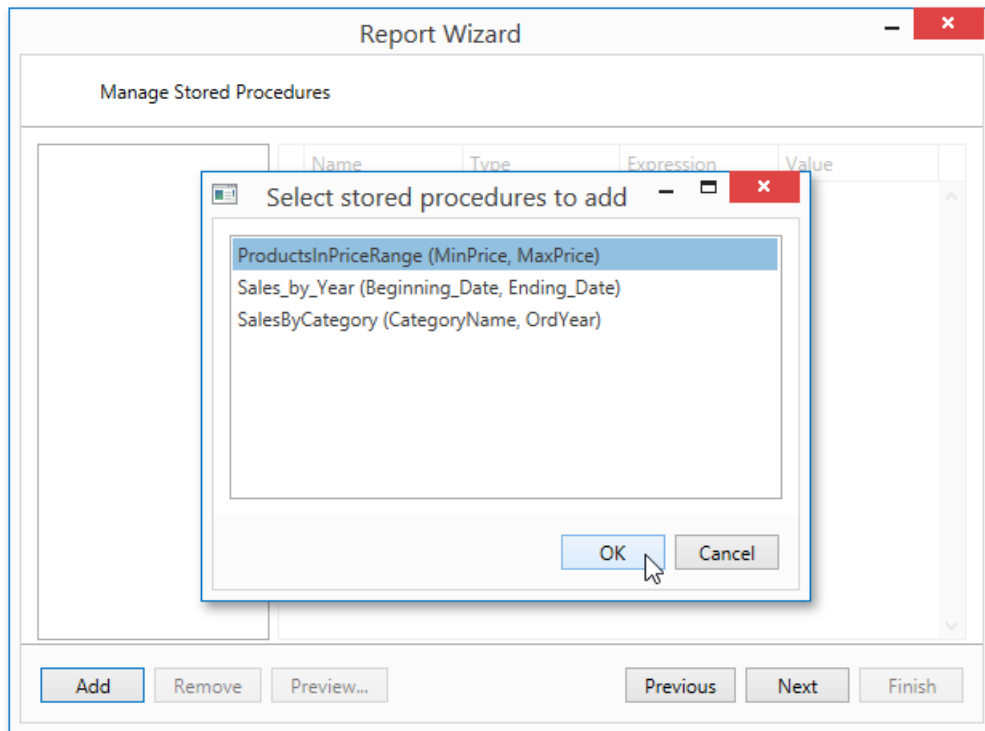 Report Wizard
Manage Stored Procedures
Name Type Expression Value
Select stored procedures to add
ProductsInPriceRange (MinPrice, MaxPrice)
Sales_by_Year (Beginning_Date, Ending_Date)
SalesByCategory (CategoryName, OrdYear)
OK Cancel
Add Remove Preview... Previous Next Finish